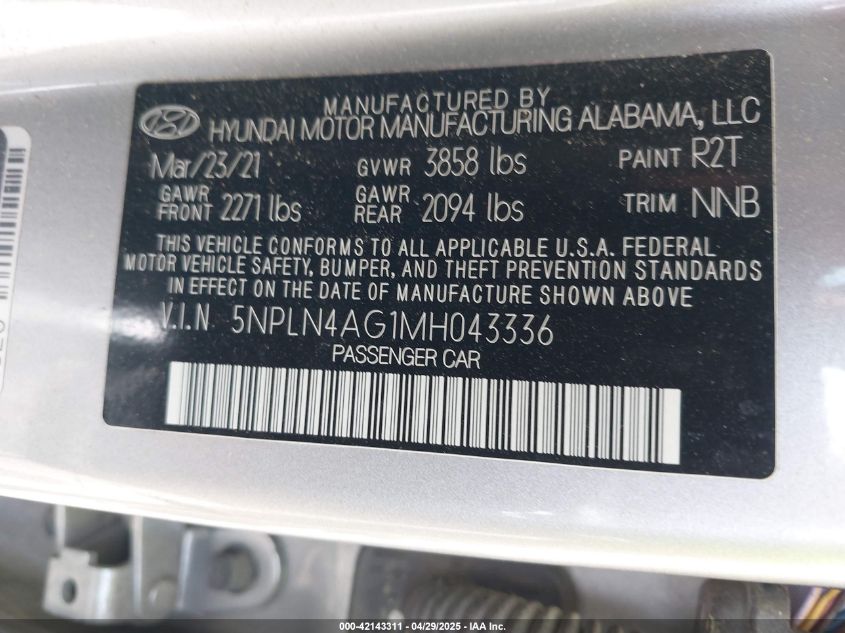 MANUFACTURED BY
HYUNDAI MOTOR MANUFACTURING ALABAMA, LLC
Mar/23/21 GVWR 3858 lbs PAINT R2T
GAWR FRONT 2271 lbs GAWR REAR 2094 lbs TRIM NNB
THIS VEHICLE CONFORMS TO ALL APPLICABLE U.S.A. FEDERAL
MOTOR VEHICLE SAFETY, BUMPER, AND THEFT PREVENTION STANDARDS
IN EFFECT ON THE DATE OF MANUFACTURE SHOWN ABOVE
V.I.N 5NPLN4AG1MH043336
PASSENGER CAR
000-42143311 - 04/29/2025 - IAA Inc.